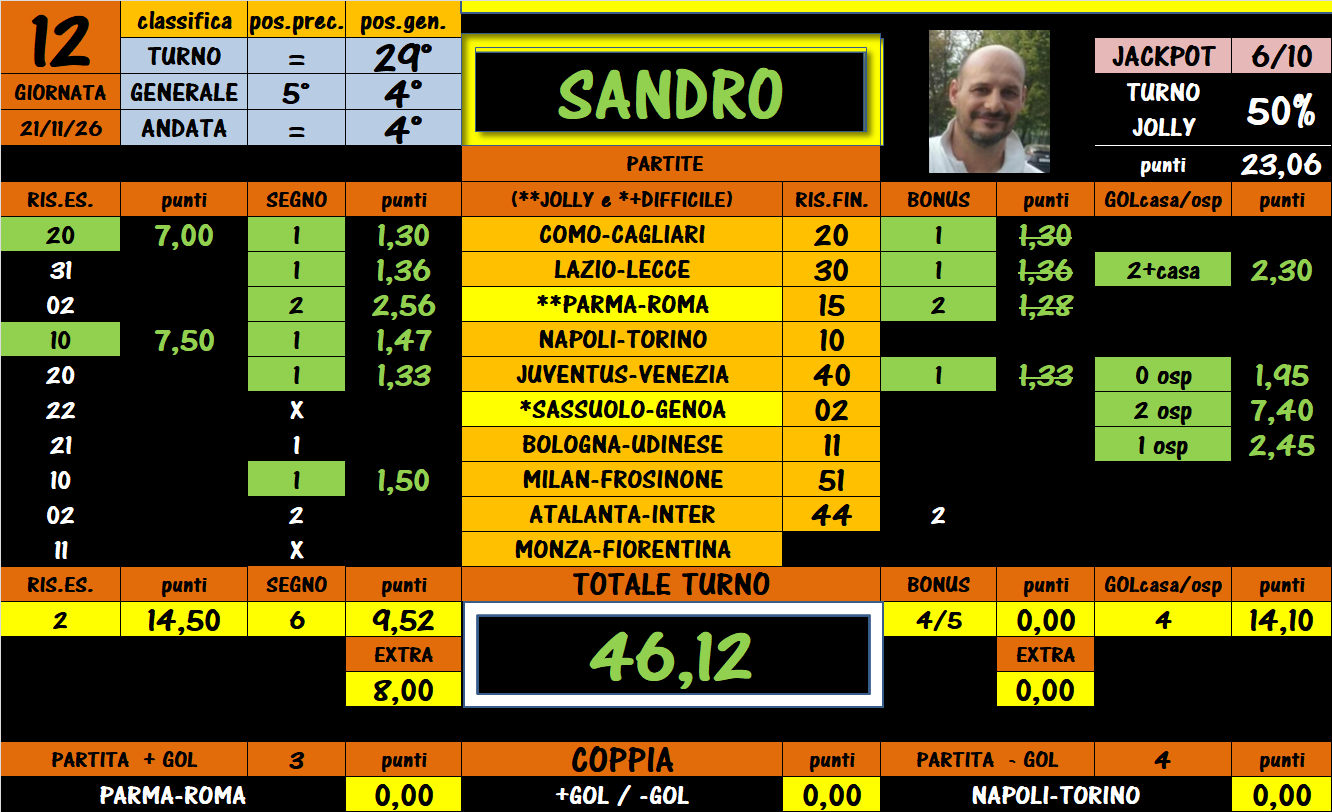 12 classifica pos.prec. pos.gen.
TURNO = 29° SANDRO JACKPOT 6/10
GIORNATA GENERALE 5° 4° TURNO JOLLY 50%
21/11/26 ANDATA = 4°
PARTITE punti 23,06
RIS.ES. punti SEGNO punti (**JOLLY e *+DIFFICILE) RIS.FIN. BONUS punti GOLcasa/osp punti
20 7,00 1 1,30 COMO-CAGLIARI 20 1 1,30
31 1 1,36 LAZIO-LECCE 30 1 1,36 2+casa 2,30
02 2 2,56 **PARMA-ROMA 15 2 1,28
10 7,50 1 1,47 NAPOLI-TORINO 10
20 1 1,33 JUVENTUS-VENEZIA 40 1 1,33 0 osp 1,95
22 X *SASSUOLO-GENOA 02 2 osp 7,40
21 1 BOLOGNA-UDINESE 11 1 osp 2,45
10 1 1,50 MILAN-FROSINONE 51
02 2 ATALANTA-INTER 44 2
11 X MONZA-FIORENTINA
RIS.ES. punti SEGNO punti TOTALE TURNO BONUS punti GOLcasa/osp punti
2 14,50 6 9,52 46,12 4/5 0,00 4 14,10
EXTRA EXTRA
8,00 0,00
PARTITA + GOL 3 punti COPPIA punti PARTITA - GOL 4 punti
PARMA-ROMA 0,00 +GOL / -GOL 0,00 NAPOLI-TORINO 0,00